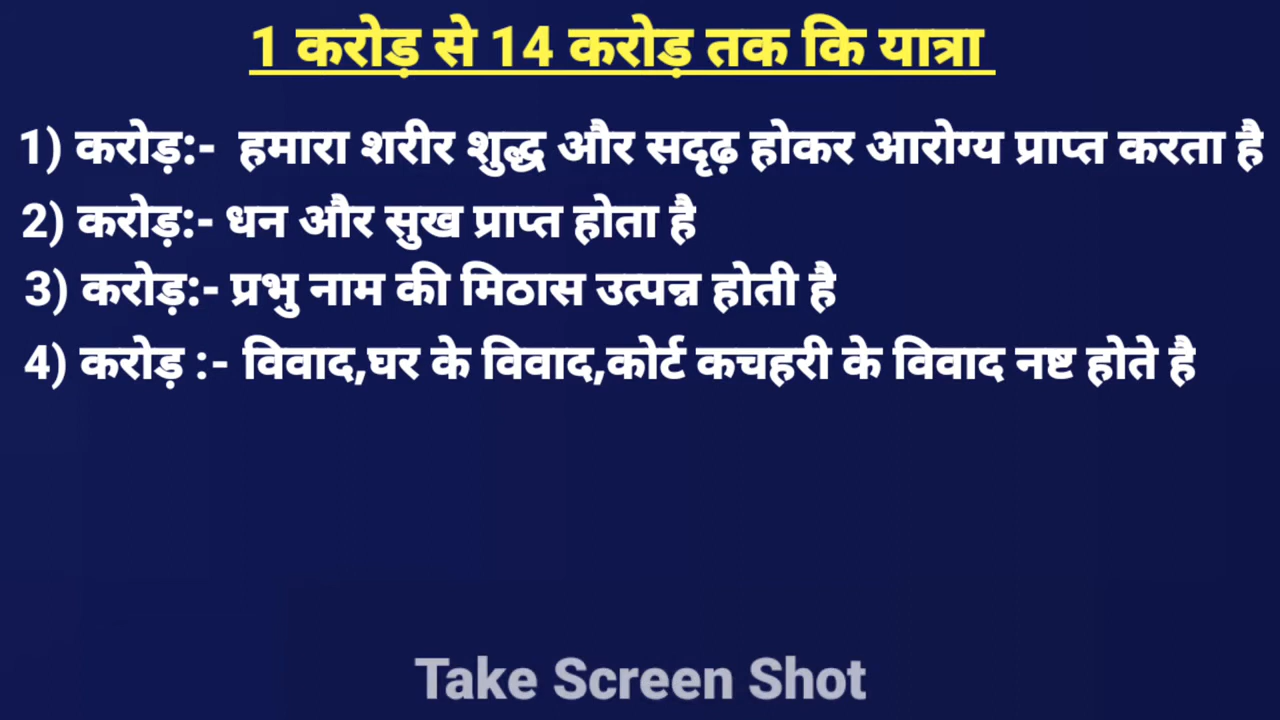 1 करोड़ से 14 करोड़ तक कि यात्रा
1) करोड़:- हमारा शरीर शुद्ध और सदृढ़ होकर आरोग्य प्राप्त करता है
2) करोड़:- धन और सुख प्राप्त होता है
3) करोड़:- प्रभु नाम की मिठास उत्पन्न होती है
4) करोड़ :- विवाद,घर के विवाद,कोर्ट कचहरी के विवाद नष्ट होते है
Take Screen Shot